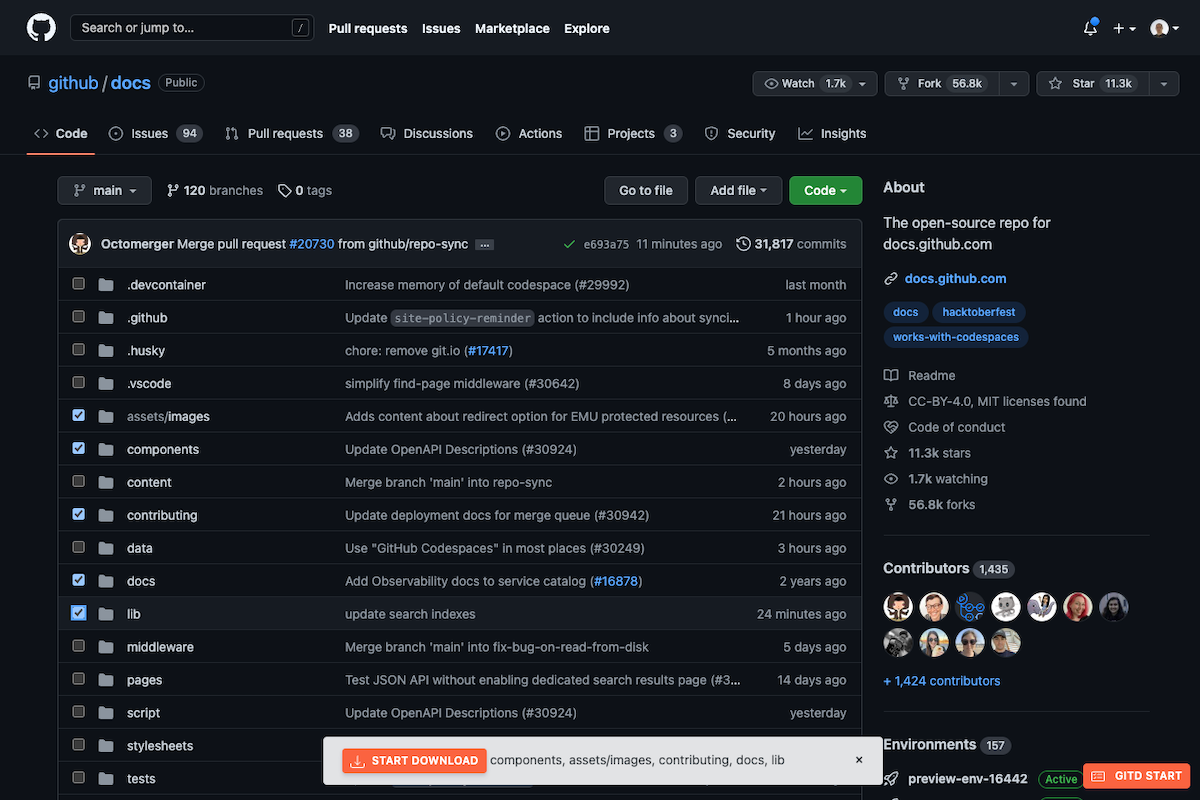 Search or jump to... /
Pull requests Issues Marketplace Explore
github / docs Public
Watch 1.7k Fork 56.8k Star 11.3k
Code Issues 94 Pull requests 38 Discussions Actions Projects 3 Security Insights
main 120 branches 0 tags Go to file Add file Code
Octomerger Merge pull request #20730 from github/repo-sync ... e693a75 11 minutes ago 31,817 commits
.devcontainer Increase memory of default codespace (#29992) last month
.github Update site-policy-reminder action to include info about synci... 1 hour ago
.husky chore: remove git.io (#17417) 5 months ago
.vscode simplify find-page middleware (#30642) 8 days ago
assets/images Adds content about redirect option for EMU protected resources (... 20 hours ago
components Update OpenAPI Descriptions (#30924) yesterday
content Merge branch 'main' into repo-sync 2 hours ago
contributing Update deployment docs for merge queue (#30942) 21 hours ago
data Use "GitHub Codespaces" in most places (#30249) 3 hours ago
docs Add Observability docs to service catalog (#16878) 2 years ago
lib update search indexes 24 minutes ago
middleware Merge branch 'main' into fix-bug-on-read-from-disk 5 days ago
pages Test JSON API without enabling dedicated search results page (#3... 14 days ago
script Update OpenAPI Descriptions (#30924) yesterday
stylesheets
tests
START DOWNLOAD components, assets/images, contributing, docs, lib ×
About
The open-source repo for
docs.github.com
docs.github.com
docs hacktoberfest
works-with-codespaces
Readme
CC-BY-4.0, MIT licenses found
Code of conduct
11.3k stars
1.7k watching
56.8k forks
Contributors 1,435
+ 1,424 contributors
Environments 157
preview-env-16442 Active
GITD START